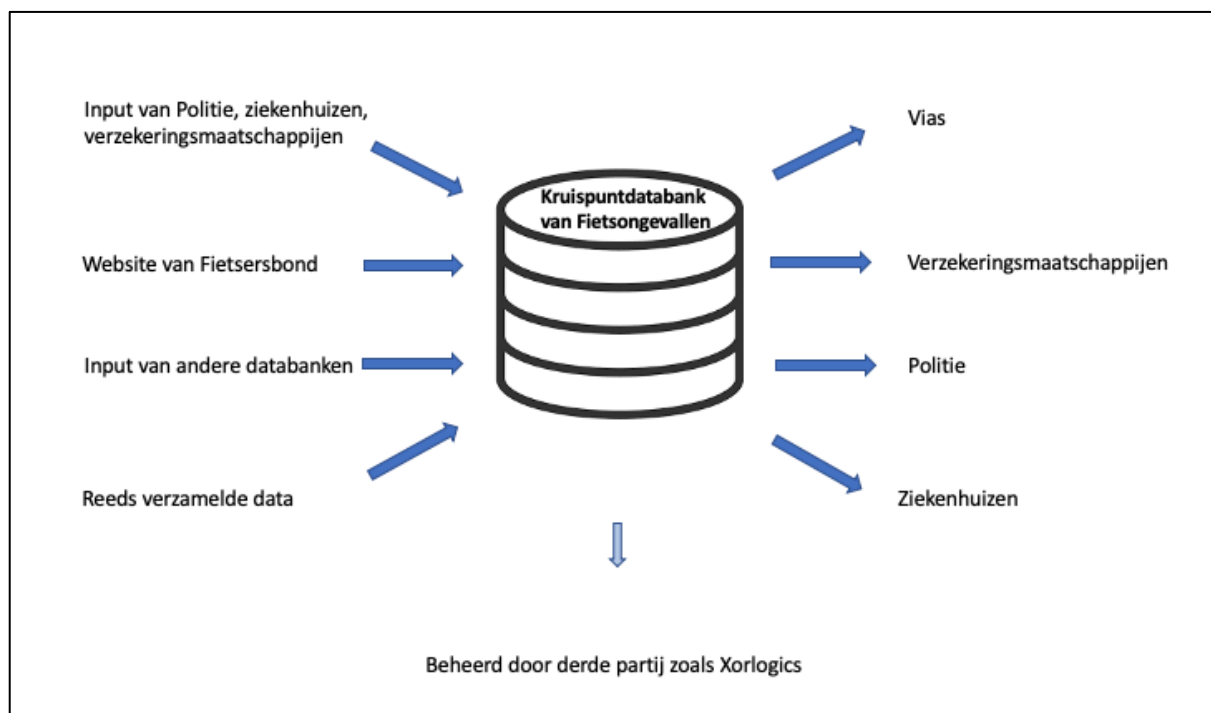 Input van Politie, ziekenhuizen,
verzekeringsmaatschappijen
Website van Fietsersbond
Input van andere databanken
Reeds verzamelde data
Kruispuntdatabank
van Fietsongevallen
Vias
Verzekeringsmaatschappijen
Politie
Ziekenhuizen
Beheerd door derde partij zoals Xorlogics